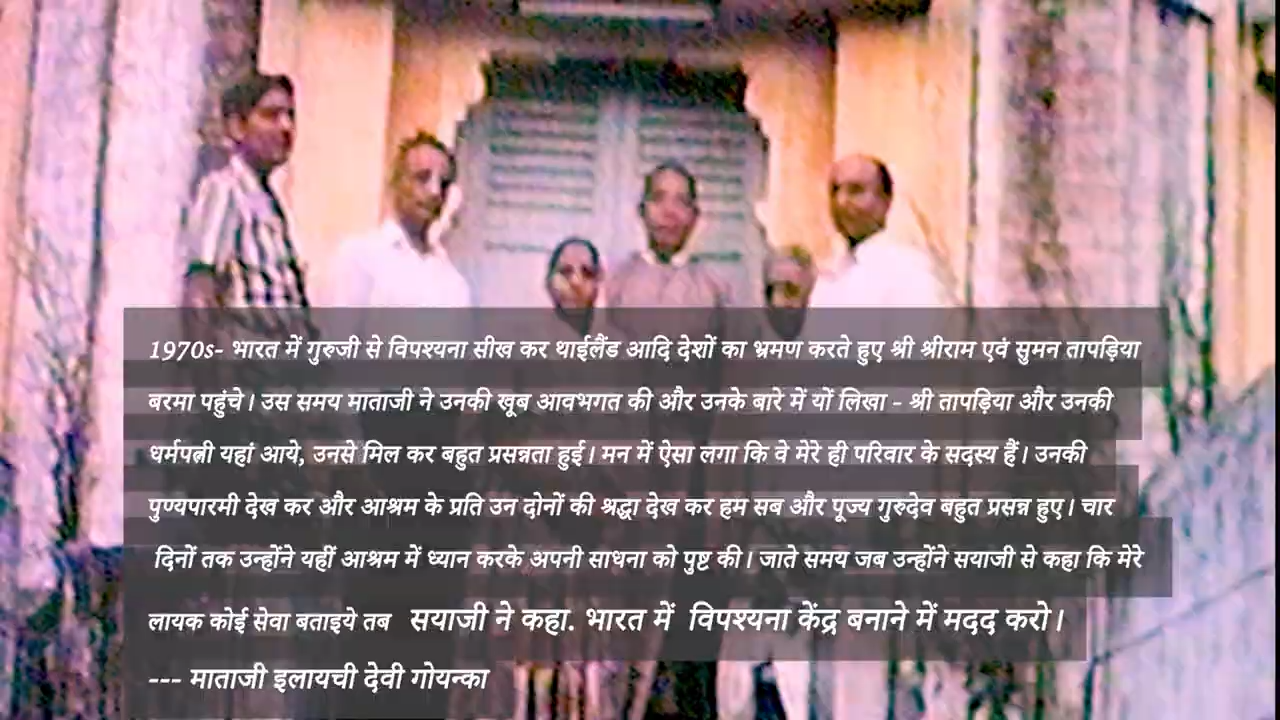 1970s- भारत में गुरुजी से विपश्यना सीख कर थाईलैंड आदि देशों का भ्रमण करते हुए श्री श्रीराम एवं सुमन तापड़िया
बरमा पहुंचे। उस समय माताजी ने उनकी खूब आवभगत की और उनके बारे में यों लिखा - श्री तापड़िया और उनकी
धर्मपत्नी यहां आये, उनसे मिल कर बहुत प्रसन्नता हुई। मन में ऐसा लगा कि वे मेरे ही परिवार के सदस्य हैं। उनकी
पुण्यपारमी देख कर और आश्रम के प्रति उन दोनों की श्रद्धा देख कर हम सब और पूज्य गुरुदेव बहुत प्रसन्न हुए। चार
दिनों तक उन्होंने यहीं आश्रम में ध्यान करके अपनी साधना को पुष्ट की। जाते समय जब उन्होंने सयाजी से कहा कि मेरे
लायक कोई सेवा बताइये तब सयाजी ने कहा. भारत में विपश्यना केंद्र बनाने में मदद करो।
--- माताजी इलायची देवी गोयन्का